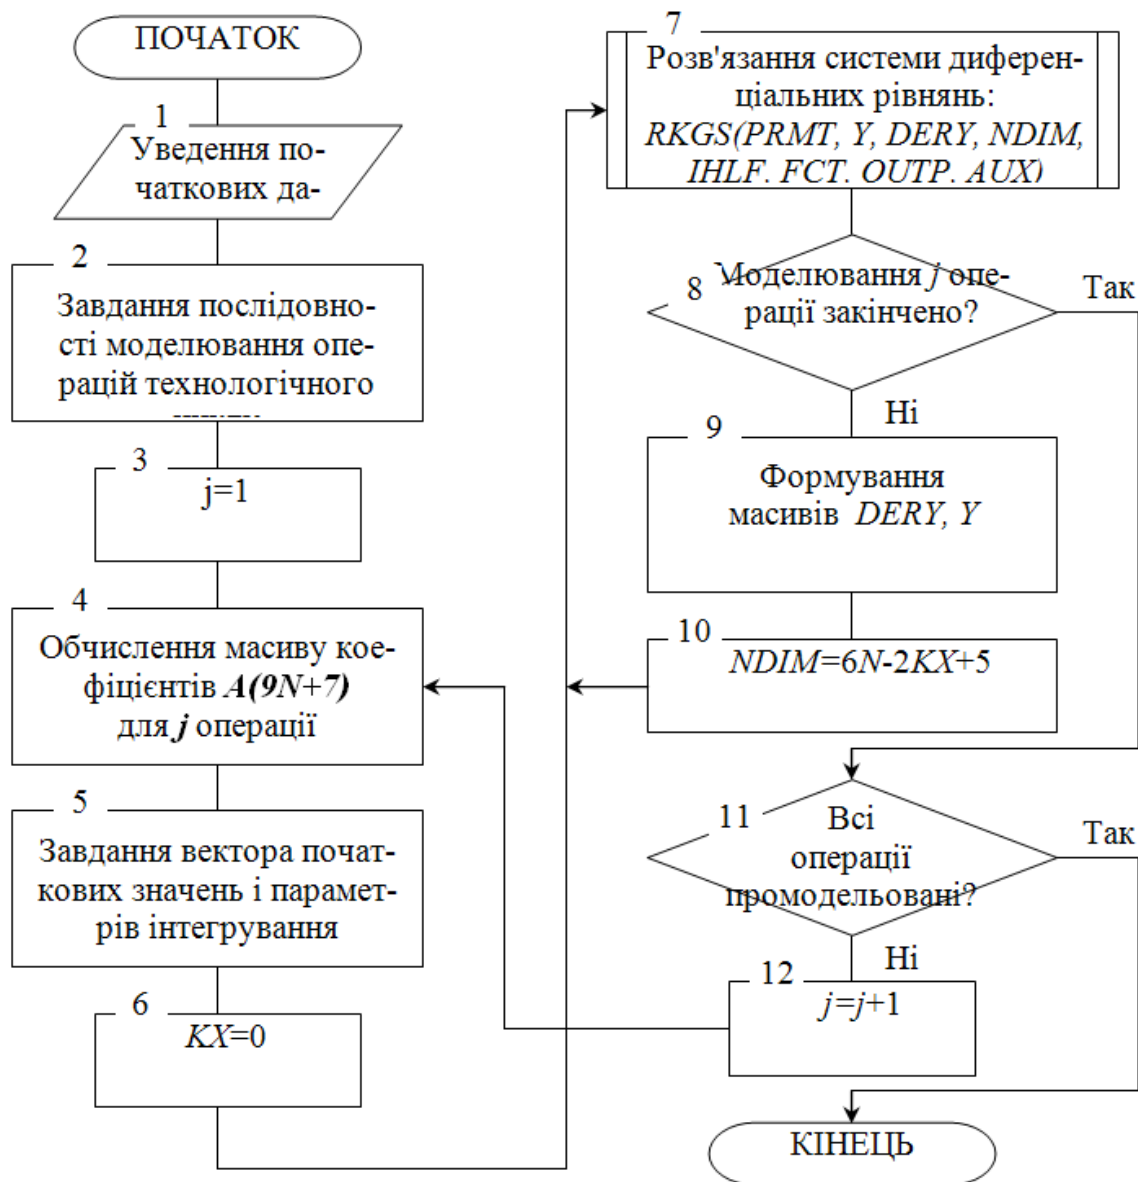 ПОЧАТОК
1
Уведення по-
чаткових да-
2
Завдання послідовно-
сті моделювання опе-
рацій технологічного
3
j=1
4
Обчислення масиву кое-
фіцієнтів A(9N+7)
для j операції
5
Завдання вектора почат-
кових значень і парамет-
рів інтегрування
6
KX=0
7
Розв'язання системи диферен-
ціальних рівнянь:
RKGS(PRMT, Y, DERY, NDIM,
IHLF. FCT. OUTP. AUX)
8
Моделювання j опе-
рації закінчено?
Так
Ні
9
Формування
масивів DERY, Y
10
NDIM=6N-2KX+5
11
Всі
операції
промодельовані?
Так
Ні
12
j=j+1
КІНЕЦЬ